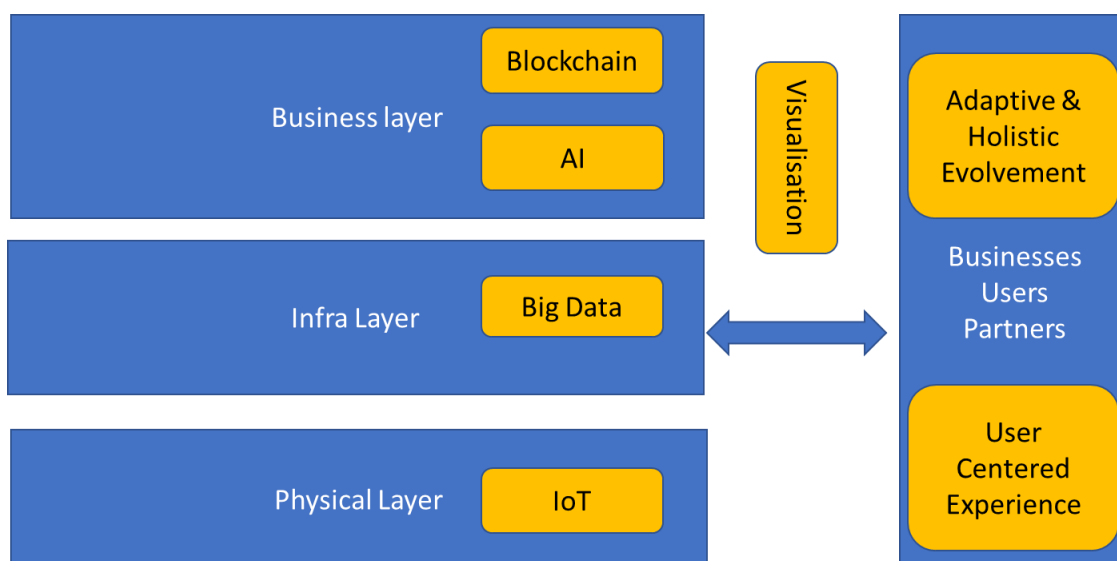 Business layer
Blockchain
AI
Infra Layer
Big Data
Physical Layer
IoT
Visualisation
Adaptive &
Holistic
Evolvement
Businesses
Users
Partners
User
Centered
Experience